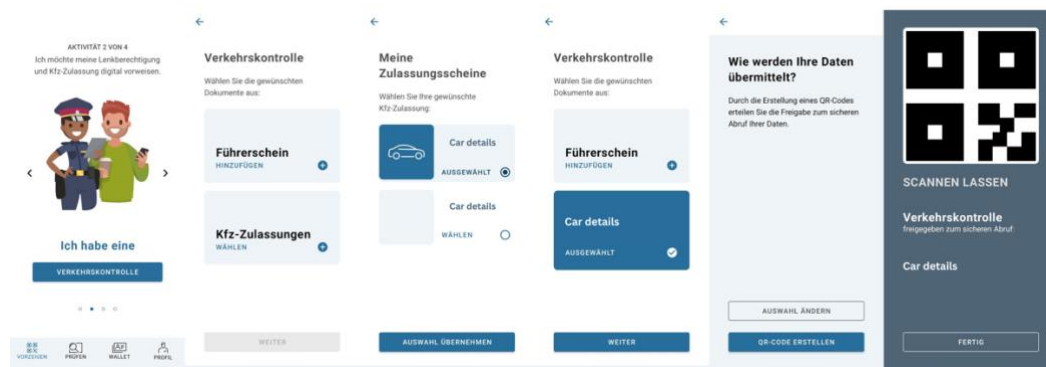 AKTIVITÄT 2 VON 4
Ich möchte meine Lenkberechtigung
und Kfz-Zulassung digital vorweisen.
Ich habe eine
VERKEHRSKONTROLLE
VORZEIGEN
PRÜFEN
WALLET
PROFIL
Verkehrskontrolle
Wählen Sie die gewünschten
Dokumente aus:
Führerschein
HINZUFÜGEN
Kfz-Zulassungen
WÄHLEN
WEITER
Meine
Zulassungsscheine
Wählen Sie Ihre gewünschte
Kfz-Zulassung:
Car details
AUSGEWÄHLT
Car details
WÄHLEN
AUSWAHL ÜBERNEHMEN
Verkehrskontrolle
Wählen Sie die gewünschten
Dokumente aus:
Führerschein
HINZUFÜGEN
Car details
AUSGEWÄHLT
WEITER
Wie werden Ihre Daten
übermittelt?
Durch die Erstellung eines QR-Codes
erteilen Sie die Freigabe zum sicheren
Abruf Ihrer Daten.
AUSWAHL ÄNDERN
QR-CODE ERSTELLEN
SCANNEN LASSEN
Verkehrskontrolle
freigegeben zum sicheren Abruf:
Car details
FERTIG